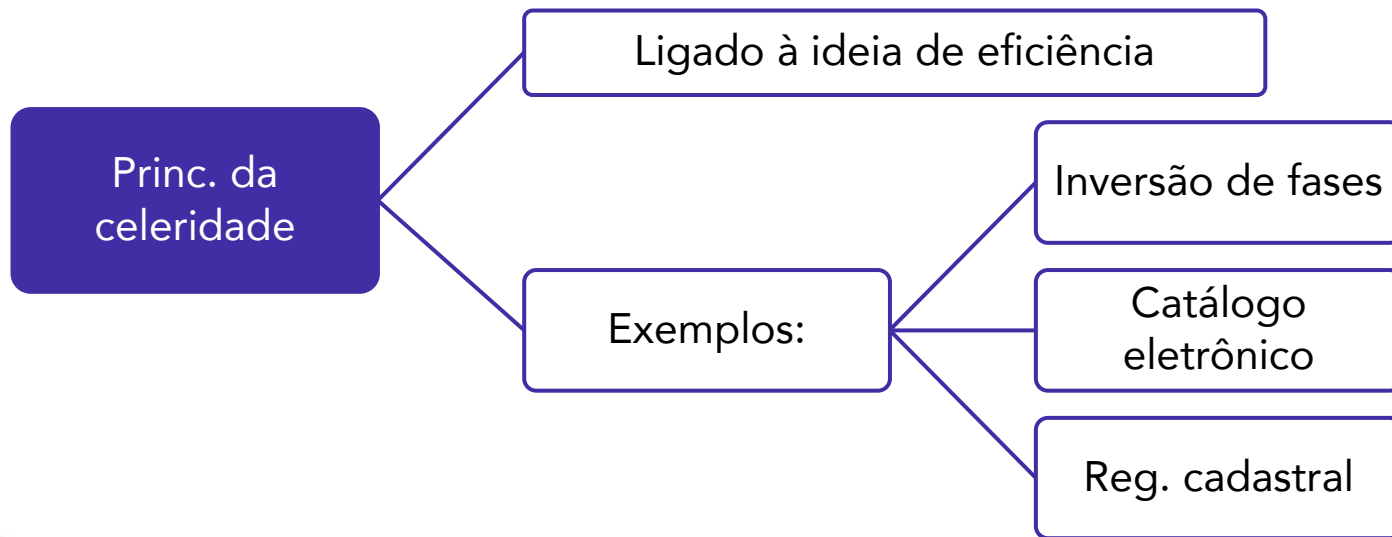 Ligado à ideia de eficiência
Princ. da
celeridade
Exemplos:
Inversão de fases
Catálogo
eletrônico
Reg. cadastral